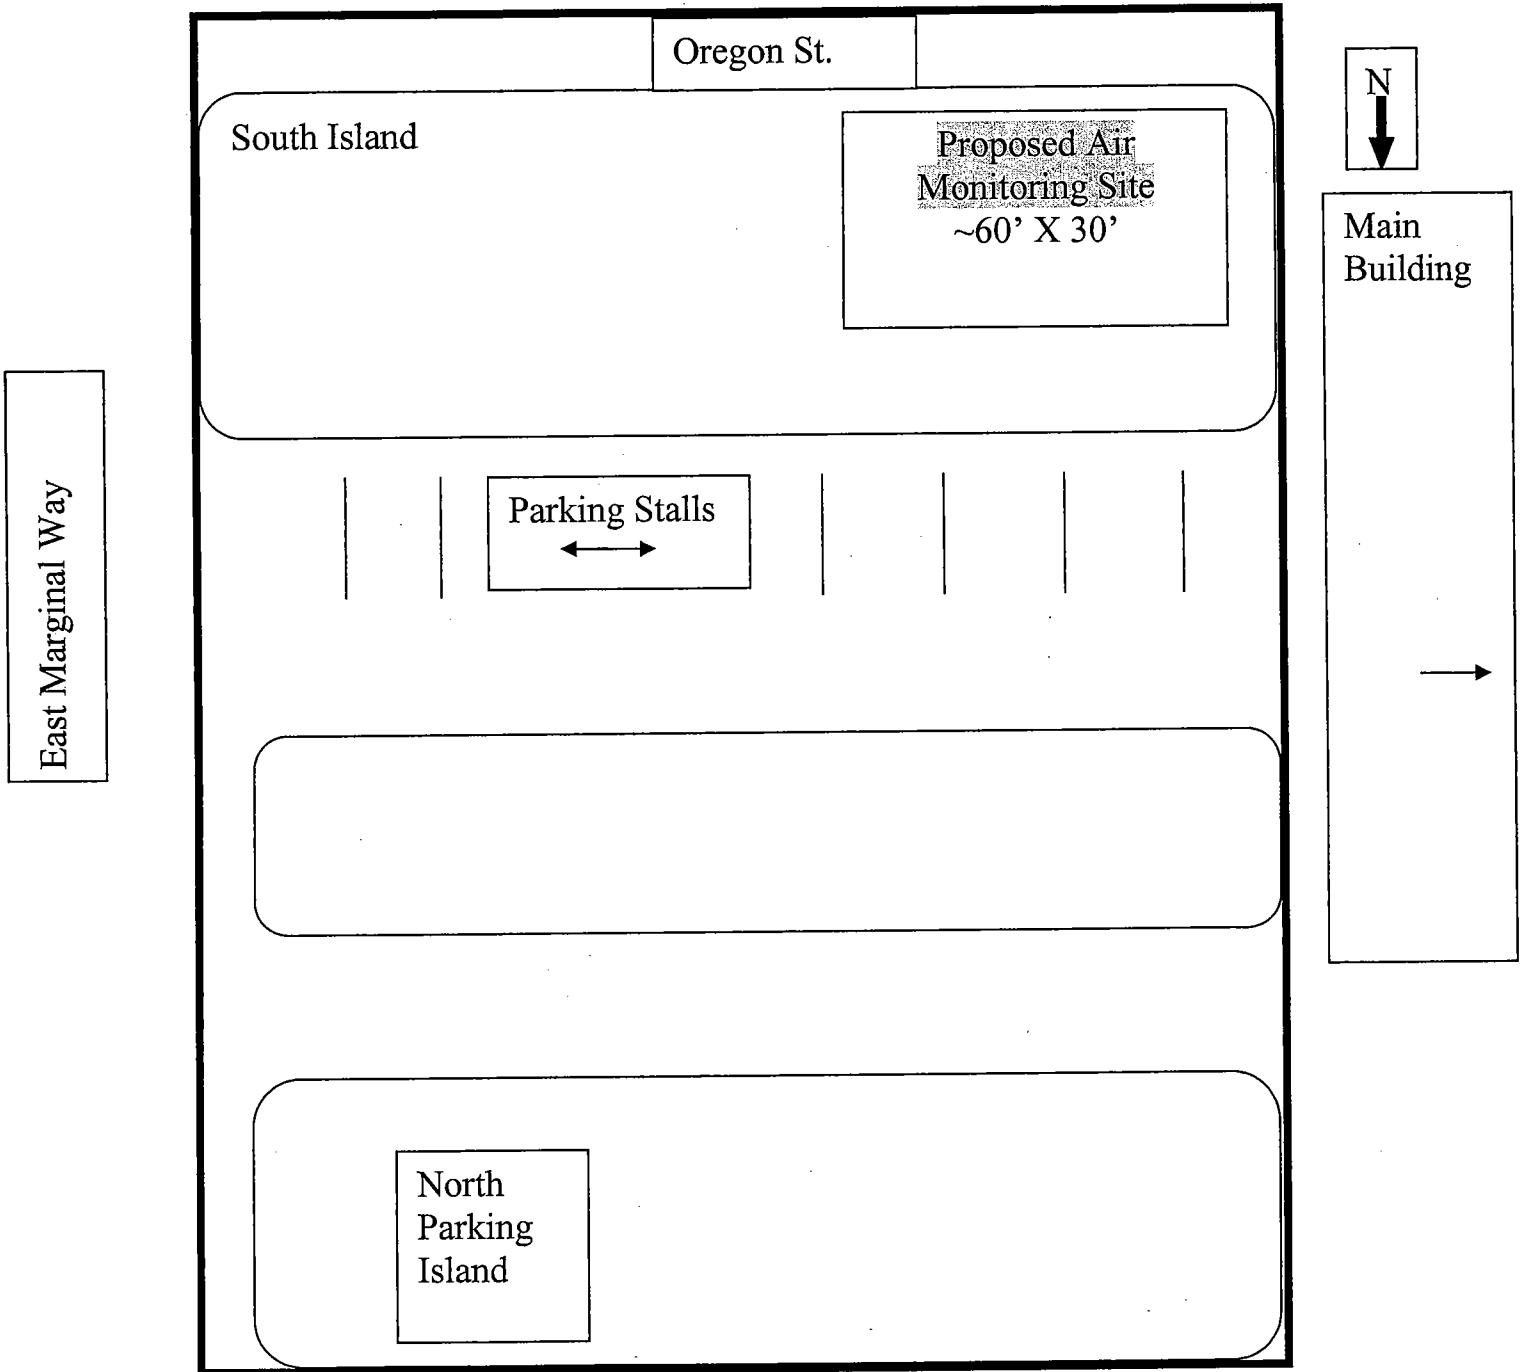 Oregon St.
N
South Island
Proposed Air
Monitoring Site
~60’ X 30’
Main
Building
East Marginal Way
Parking Stalls
North
Parking
Island